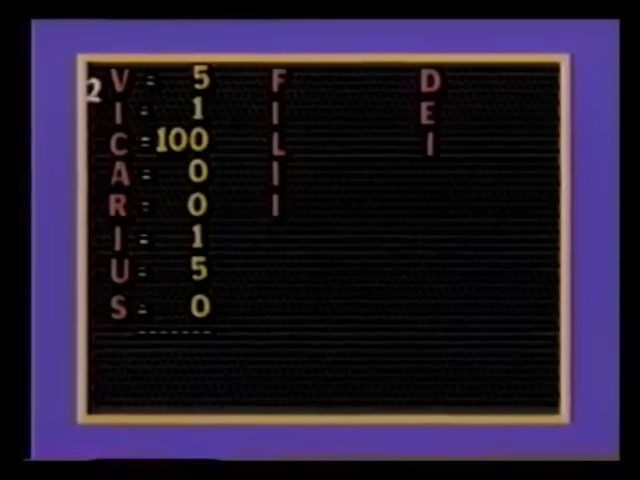 2
V = 5 F D
I = 1 I E
C = 100 L I
A = 0 I
R = 0 I
I = 1
U = 5
S = 0
--------